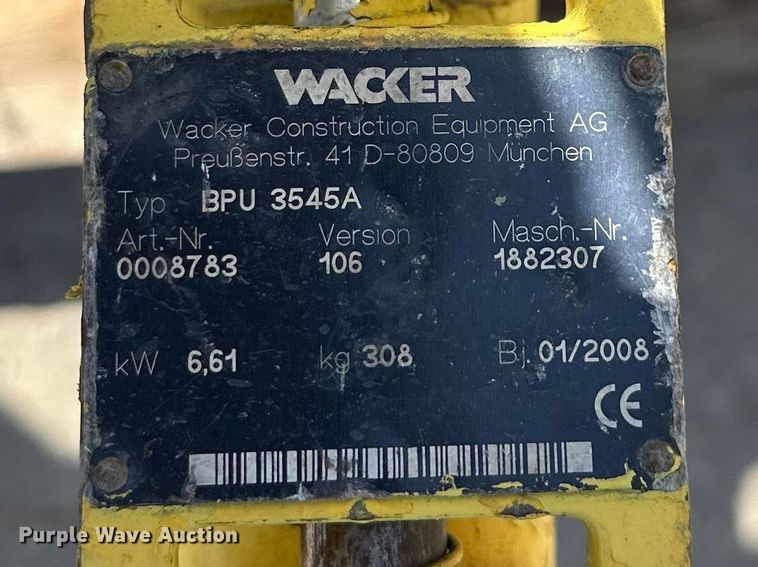 WACKER
Wacker Construction Equipment AG
Preußenstr. 41 D-80809 München
Typ BPU 3545A
Art.-Nr. Version Masch.-Nr.
0008783 106 1882307
kW 6,61 kg 308 Bj. 01/2008
CE
Purple Wave Auction